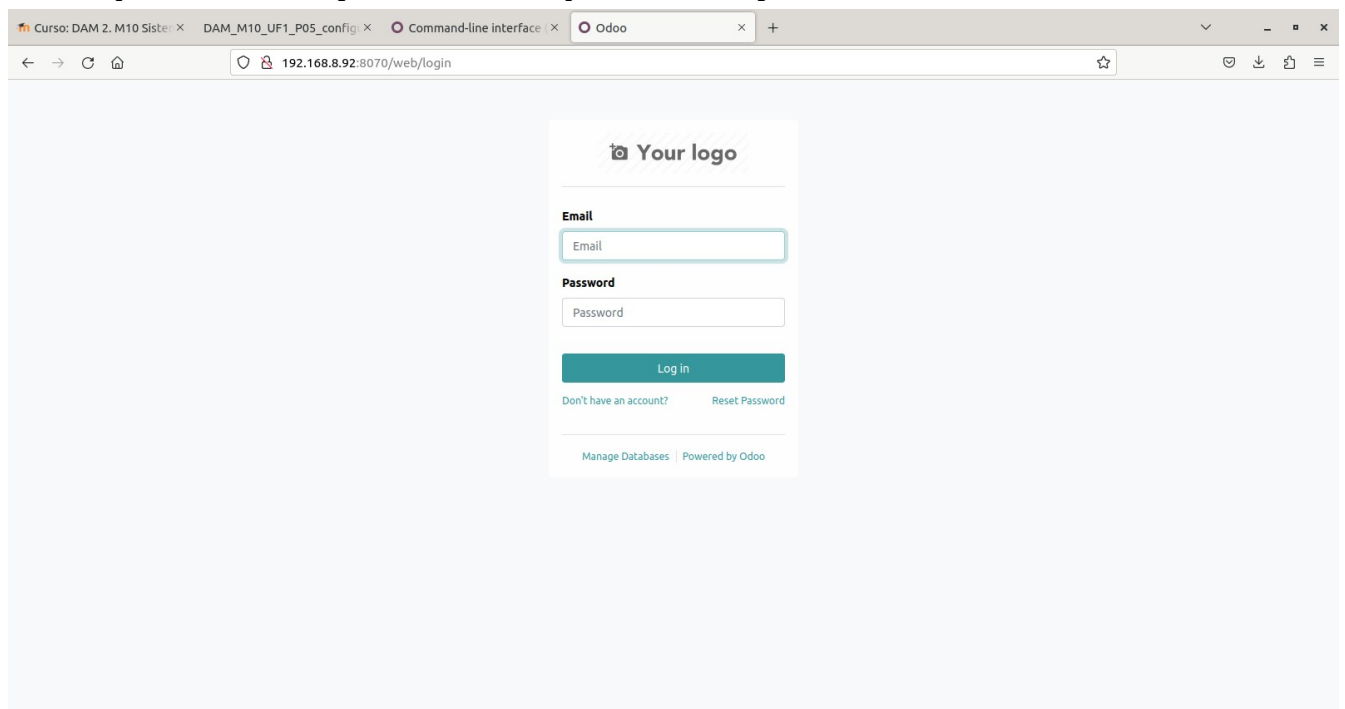 Curso: DAM 2. M10 Sister
DAM_M10_UF1_P05_config
Command-line interface (
Odoo
192.168.8.92:8070/web/login
Your logo
Email
Email
Password
Password
Log in
Don't have an account? Reset Password
Manage Databases Powered by Odoo